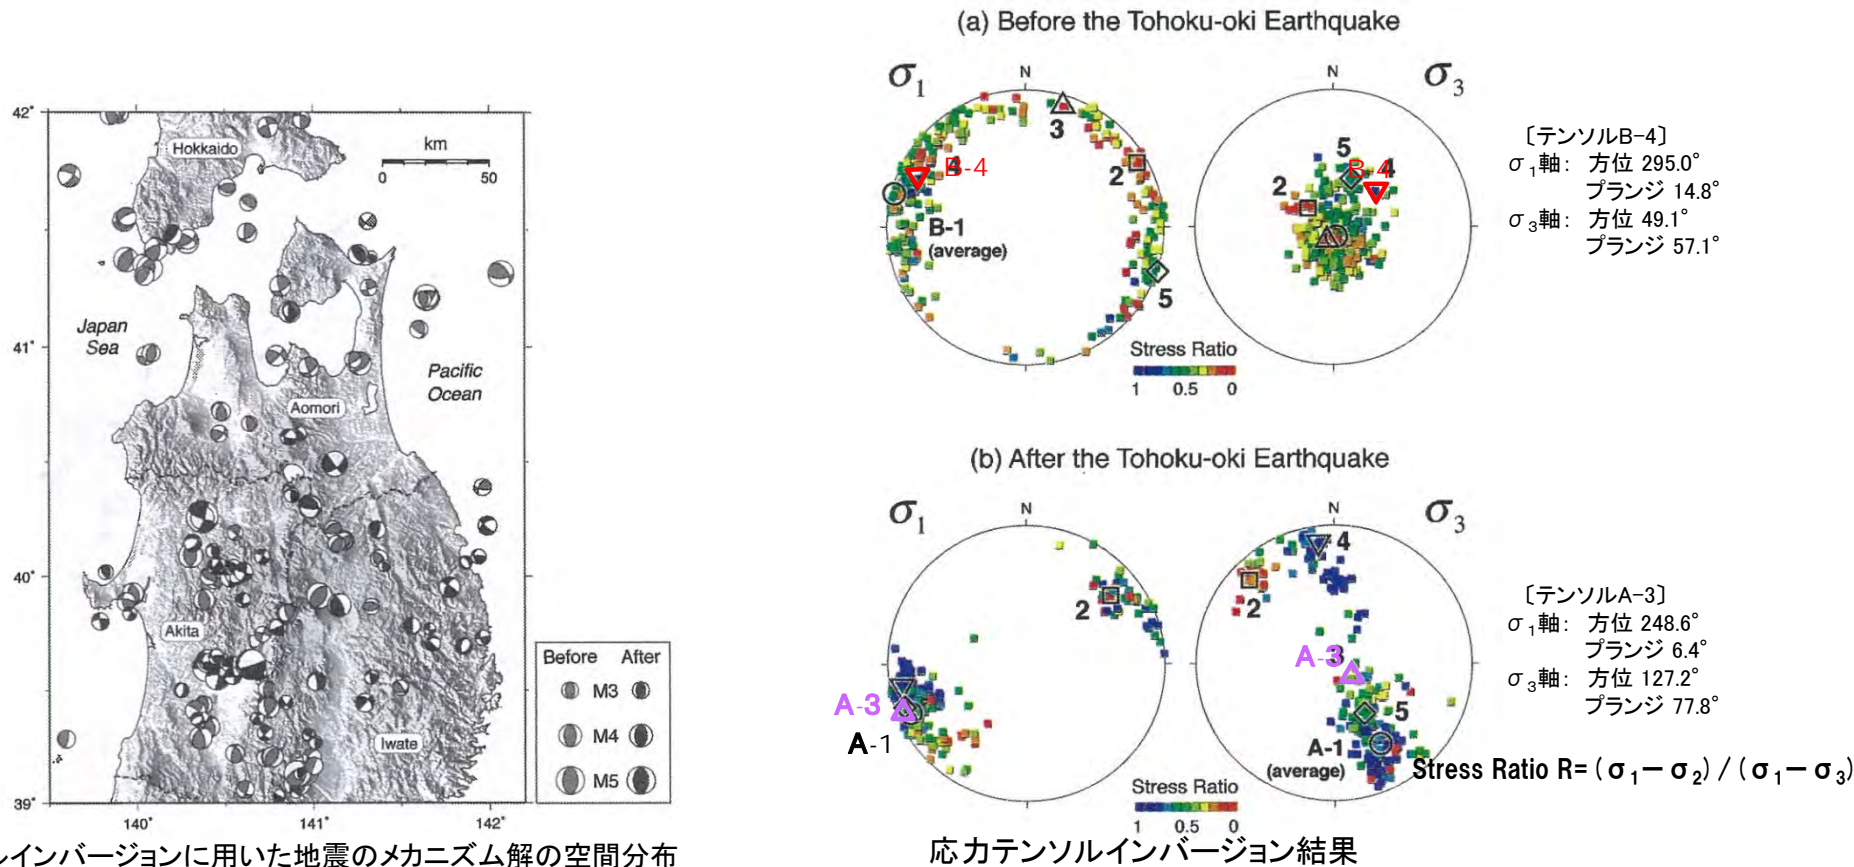 42°
41°
40°
39°
140°
141°
142°
Hokkaido
km
0 50
Japan
Sea
Pacific
Ocean
Aomori
Akita
Iwate
Before After
M3
M4
M5
インバージョンに用いた地震のメカニズム解の空間分布
(a) Before the Tohoku-oki Earthquake
σ1
N
3
4
B-4
2
B-1
(average)
5
Stress Ratio
1 0.5 0
N
σ3
5
B-4
4
2
〔テンソルB-4〕
σ1軸： 方位 295.0°
プランジ 14.8°
σ3軸： 方位 49.1°
プランジ 57.1°
(b) After the Tohoku-oki Earthquake
σ1
N
2
A-3
A-1
Stress Ratio
1 0.5 0
N
σ3
4
2
A-3
3
5
A-1
(average)
〔テンソルA-3〕
σ1軸： 方位 248.6°
プランジ 6.4°
σ3軸： 方位 127.2°
プランジ 77.8°
Stress Ratio R=(σ1－σ2)/(σ1－σ3)
応力テンソルインバージョン結果